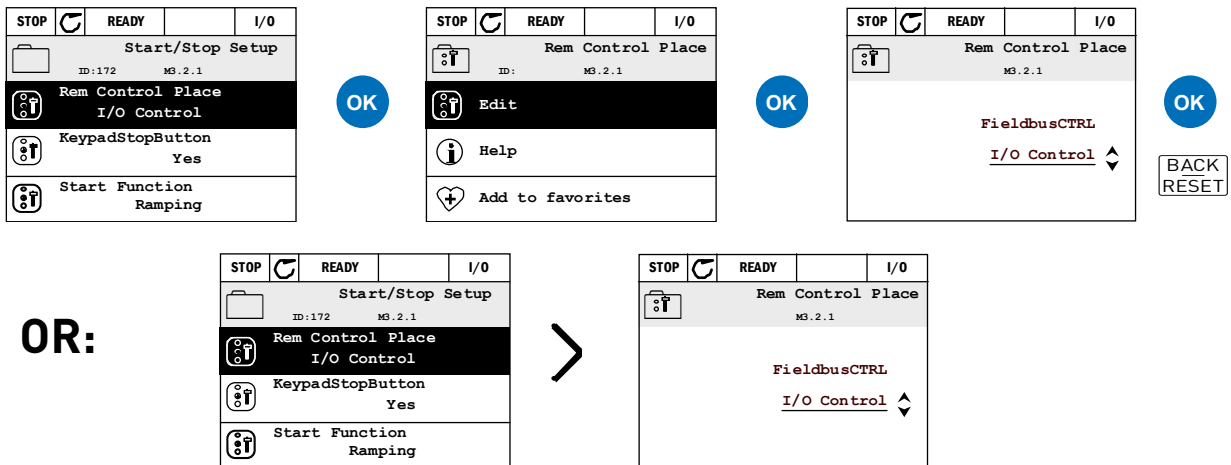 STOP READY I/O
Start/Stop Setup
ID:172 M3.2.1
Rem Control Place
I/O Control
KeypadStopButton
Yes
Start Function
Ramping
OK
STOP READY I/O
Rem Control Place
ID: M3.2.1
Edit
Help
Add to favorites
OK
STOP READY I/O
Rem Control Place
M3.2.1
FieldbusCTRL
I/O Control
OK
BACK
RESET
OR:
STOP READY I/O
Start/Stop Setup
ID:172 M3.2.1
Rem Control Place
I/O Control
KeypadStopButton
Yes
Start Function
Ramping
STOP READY I/O
Rem Control Place
M3.2.1
FieldbusCTRL
I/O Control